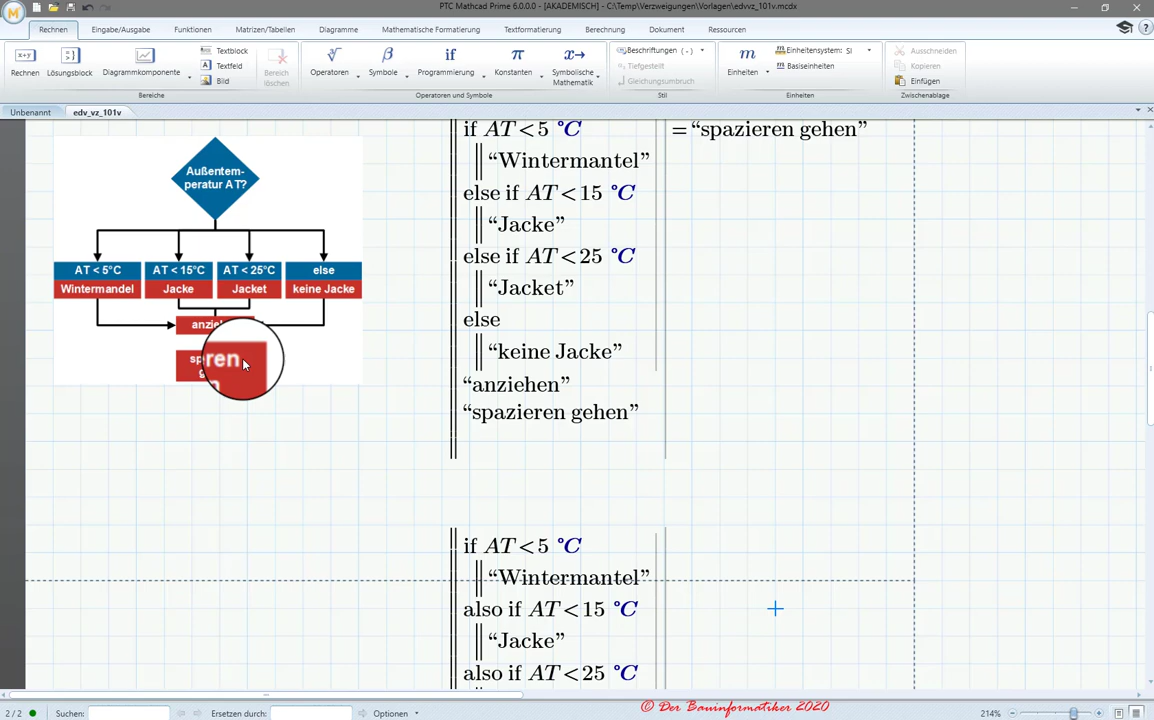 PTC Mathcad Prime 6.0.0.0 - [AKADEMISCH] - C:\Temp\Verzweigungen\Vorlagen\edvvz_101v.mcdx
Rechnen Eingabe/Ausgabe Funktionen Matrizen/Tabellen Diagramme Mathematische Formatierung Textformatierung Berechnung Dokument Ressourcen
Rechnen Lösungsblock Diagrammkomponente Textblock Textfeld Bild Bereich löschen
Operatoren Symbole Programmierung Konstanten Symbolische Mathematik
Beschriftungen ( - ) Tiefgestellt Gleichungsumbruch
Einheiten Einheitensystem: SI Basiseinheiten
Ausschneiden Kopieren Einfügen
Bereiche Operatoren und Symbole Stil Einheiten Zwischenablage
Unbenannt edv_vz_101v
Außentem-
peratur AT?
AT < 5°C AT < 15°C AT < 25°C else
Wintermandel Jacke Jacket keine Jacke
if AT < 5 °C
= “spazieren gehen”
“Wintermantel”
else if AT < 15 °C
“Jacke”
else if AT < 25 °C
“Jacket”
else
“keine Jacke”
“anziehen”
“spazieren gehen”
if AT < 5 °C
“Wintermantel”
also if AT < 15 °C
“Jacke”
also if AT < 25 °C
2 / 2 Suchen: Ersetzen durch: Optionen 214%
© Der Bauinformatiker 2020